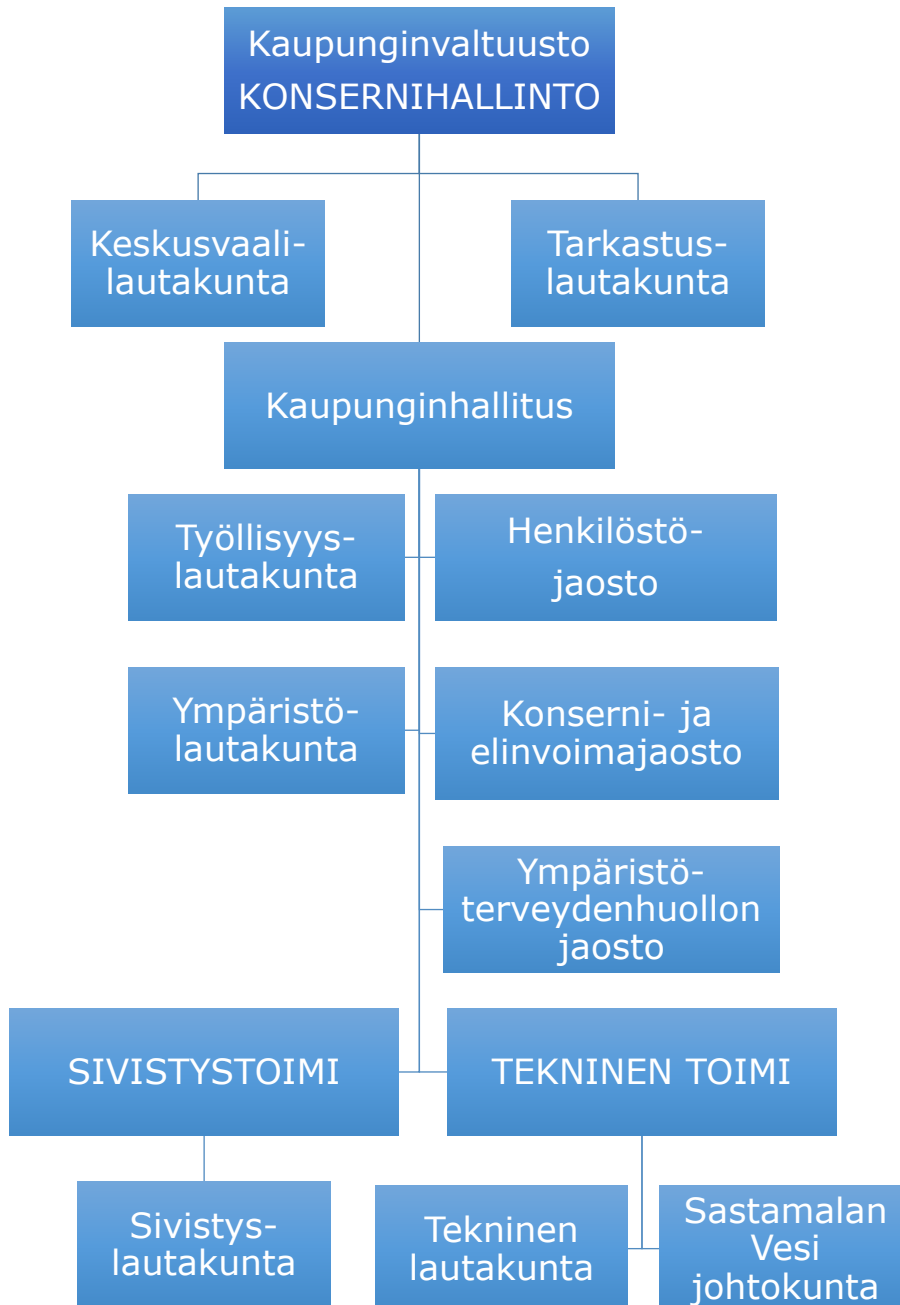 Kaupunginvaltuusto
KONSERNIHALLINTO
Keskusvaali-
lautakunta
Tarkastus-
lautakunta
Kaupunginhallitus
Työllisyys-
lautakunta
Henkilöstö-
jaosto
Ympäristö-
lautakunta
Konserni- ja
elinvoimajaosto
Ympäristö-
terveydenhuollon
jaosto
SIVISTYSTOIMI
TEKNINEN TOIMI
Sivistys-
lautakunta
Tekninen
lautakunta
Sastamalan
Vesi
johtokunta